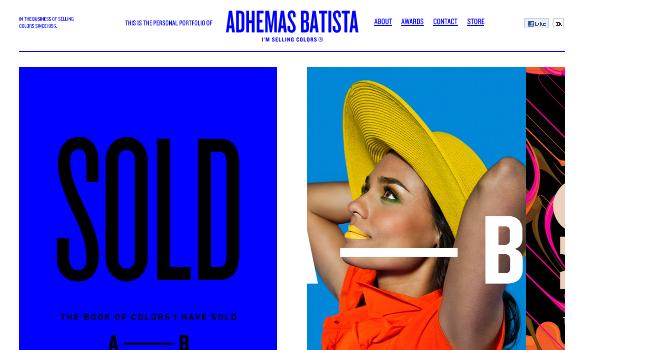 IN THE BUSINESS OF SELLING
COLORS SINCE 1995.
THIS IS THE PERSONAL PORTFOLIO OF
ADHEMAS BATISTA
I'M SELLING COLORS ®
ABOUT AWARDS CONTACT STORE
Like
SOLD
THE BOOK OF COLORS I HAVE SOLD
A — B
B